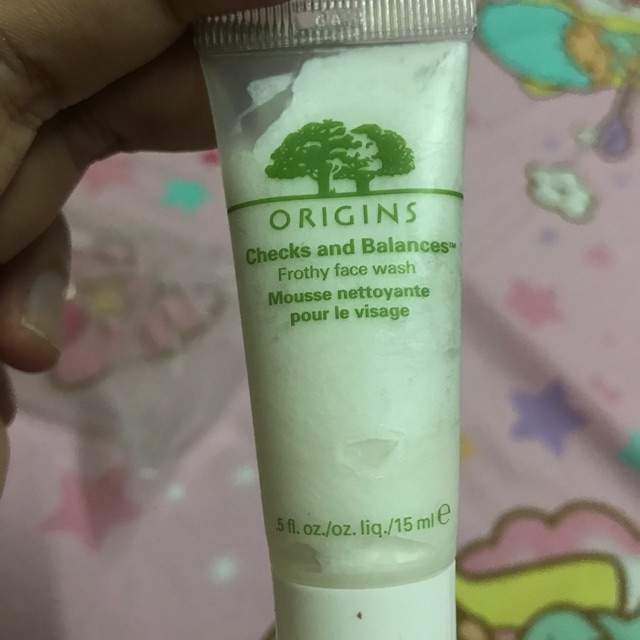 ORIGINS
Checks and Balances™
Frothy face wash
Mousse nettoyante
pour le visage
.5 fl. oz./oz. liq./15 ml ℮